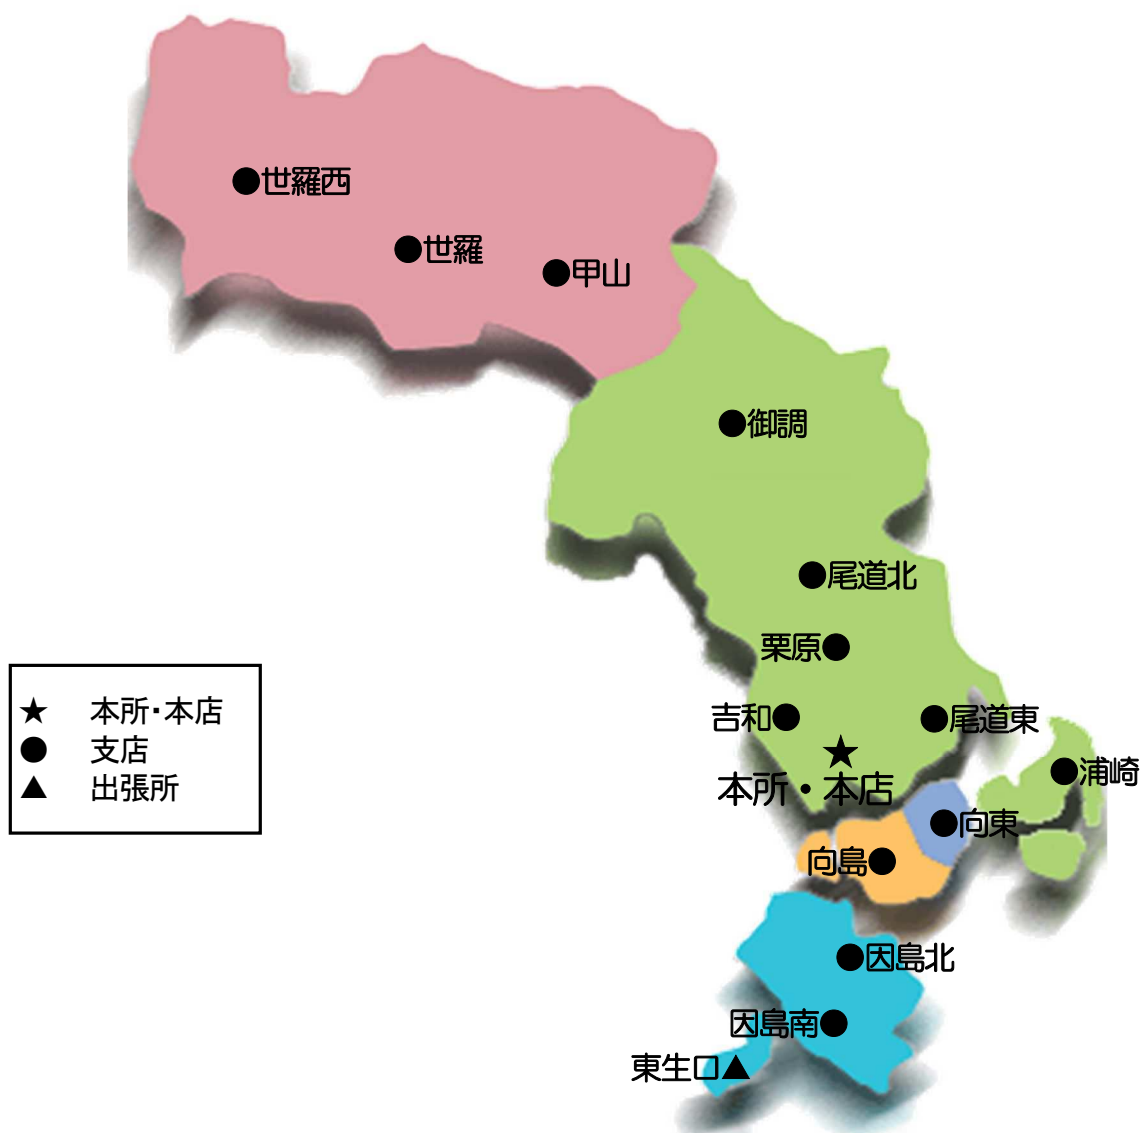 世羅西
世羅
甲山
御調
尾道北
栗原
吉和
尾道東
本所・本店
浦崎
向東
向島
因島北
因島南
東生口
★ 本所・本店
● 支店
▲ 出張所